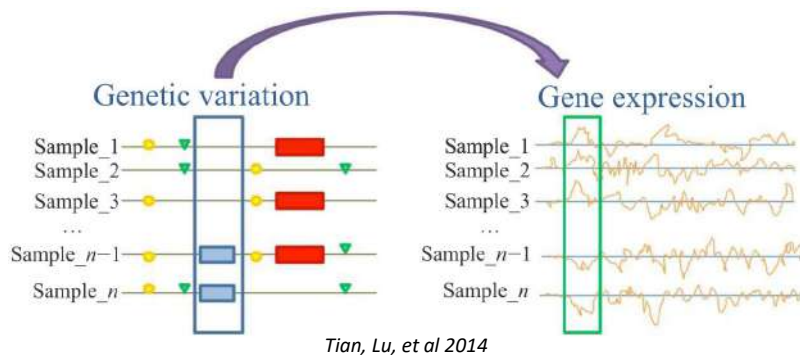 Genetic variation
Sample_1
Sample_2
Sample_3
...
Sample_n−1
Sample_n
Gene expression
Sample_1
Sample_2
Sample_3
...
Sample_n−1
Sample_n
Tian, Lu, et al 2014